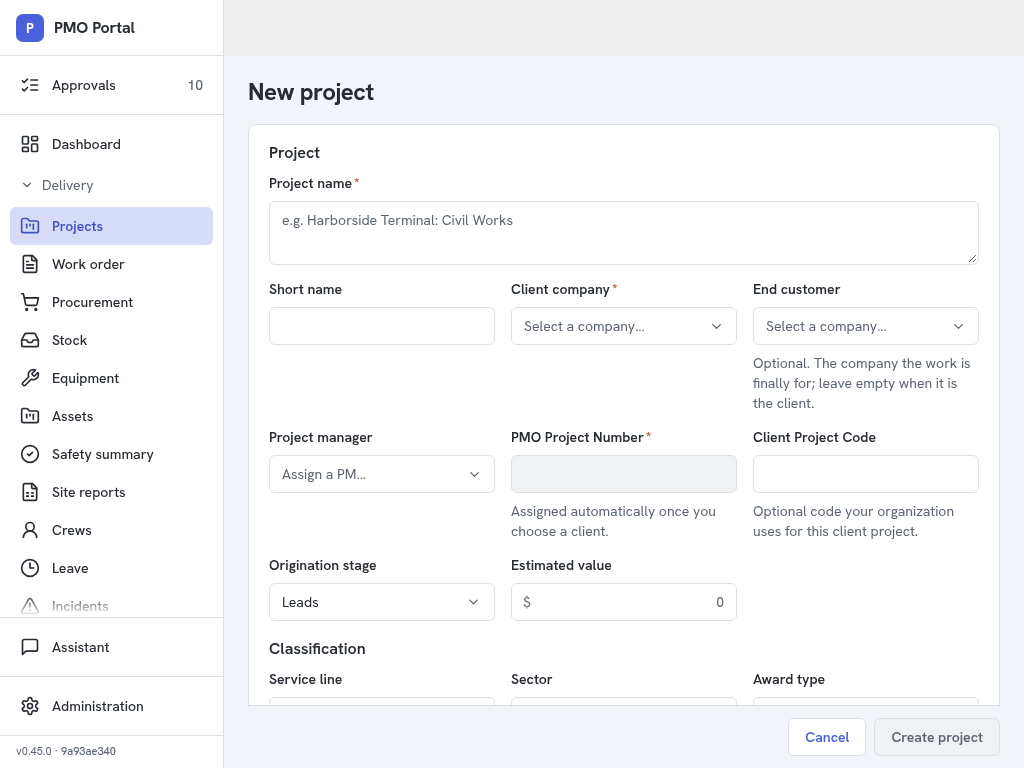 P PMO Portal
Approvals 10
Dashboard
Delivery
Projects
Work order
Procurement
Stock
Equipment
Assets
Safety summary
Site reports
Crews
Leave
Incidents
Assistant
Administration
v0.45.0 · 9a93ae340
New project
Project
Project name*
e.g. Harborside Terminal: Civil Works
Short name
Client company*
Select a company...
End customer
Select a company...
Optional. The company the work is
finally for; leave empty when it is
the client.
Project manager
Assign a PM...
PMO Project Number*
Assigned automatically once you
choose a client.
Client Project Code
Optional code your organization
uses for this client project.
Origination stage
Leads
Estimated value
$ 0
Classification
Service line
Sector
Award type
Cancel
Create project